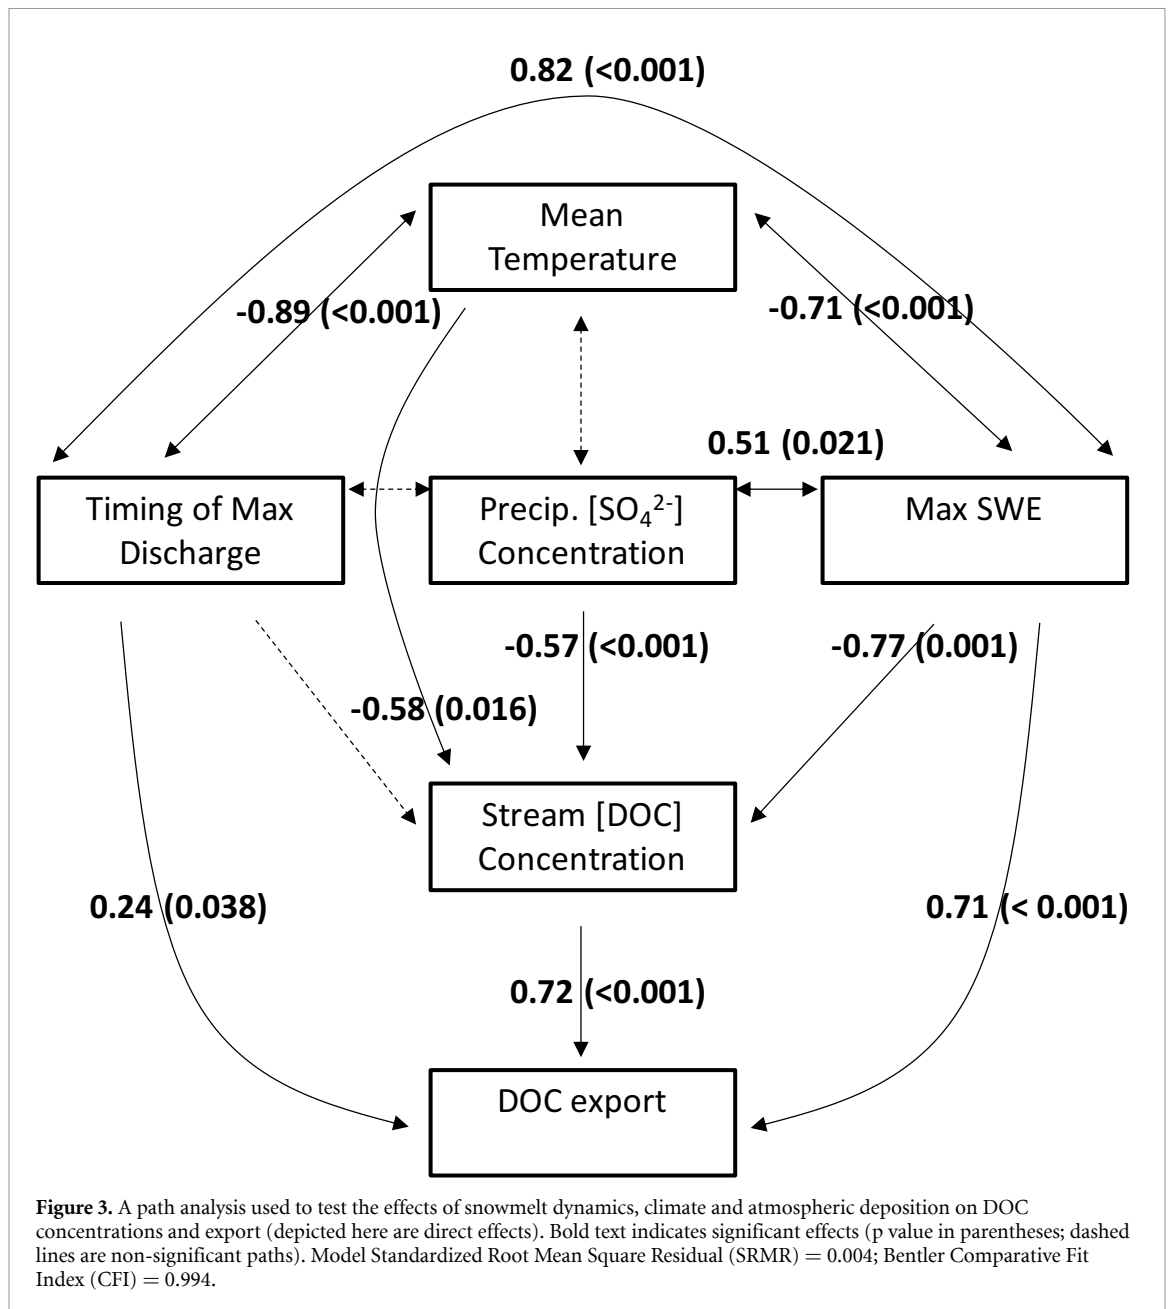 0.82 (<0.001)
Mean
Temperature
-0.89 (<0.001)
-0.71 (<0.001)
0.51 (0.021)
Timing of Max
Discharge
Precip. [SO₄²⁻]
Concentration
Max SWE
-0.57 (<0.001)
-0.77 (0.001)
-0.58 (0.016)
Stream [DOC]
Concentration
0.24 (0.038)
0.71 (< 0.001)
0.72 (<0.001)
DOC export
Figure 3. A path analysis used to test the effects of snowmelt dynamics, climate and atmospheric deposition on DOC
concentrations and export (depicted here are direct effects). Bold text indicates significant effects (p value in parentheses; dashed
lines are non-significant paths). Model Standardized Root Mean Square Residual (SRMR) = 0.004; Bentler Comparative Fit
Index (CFI) = 0.994.